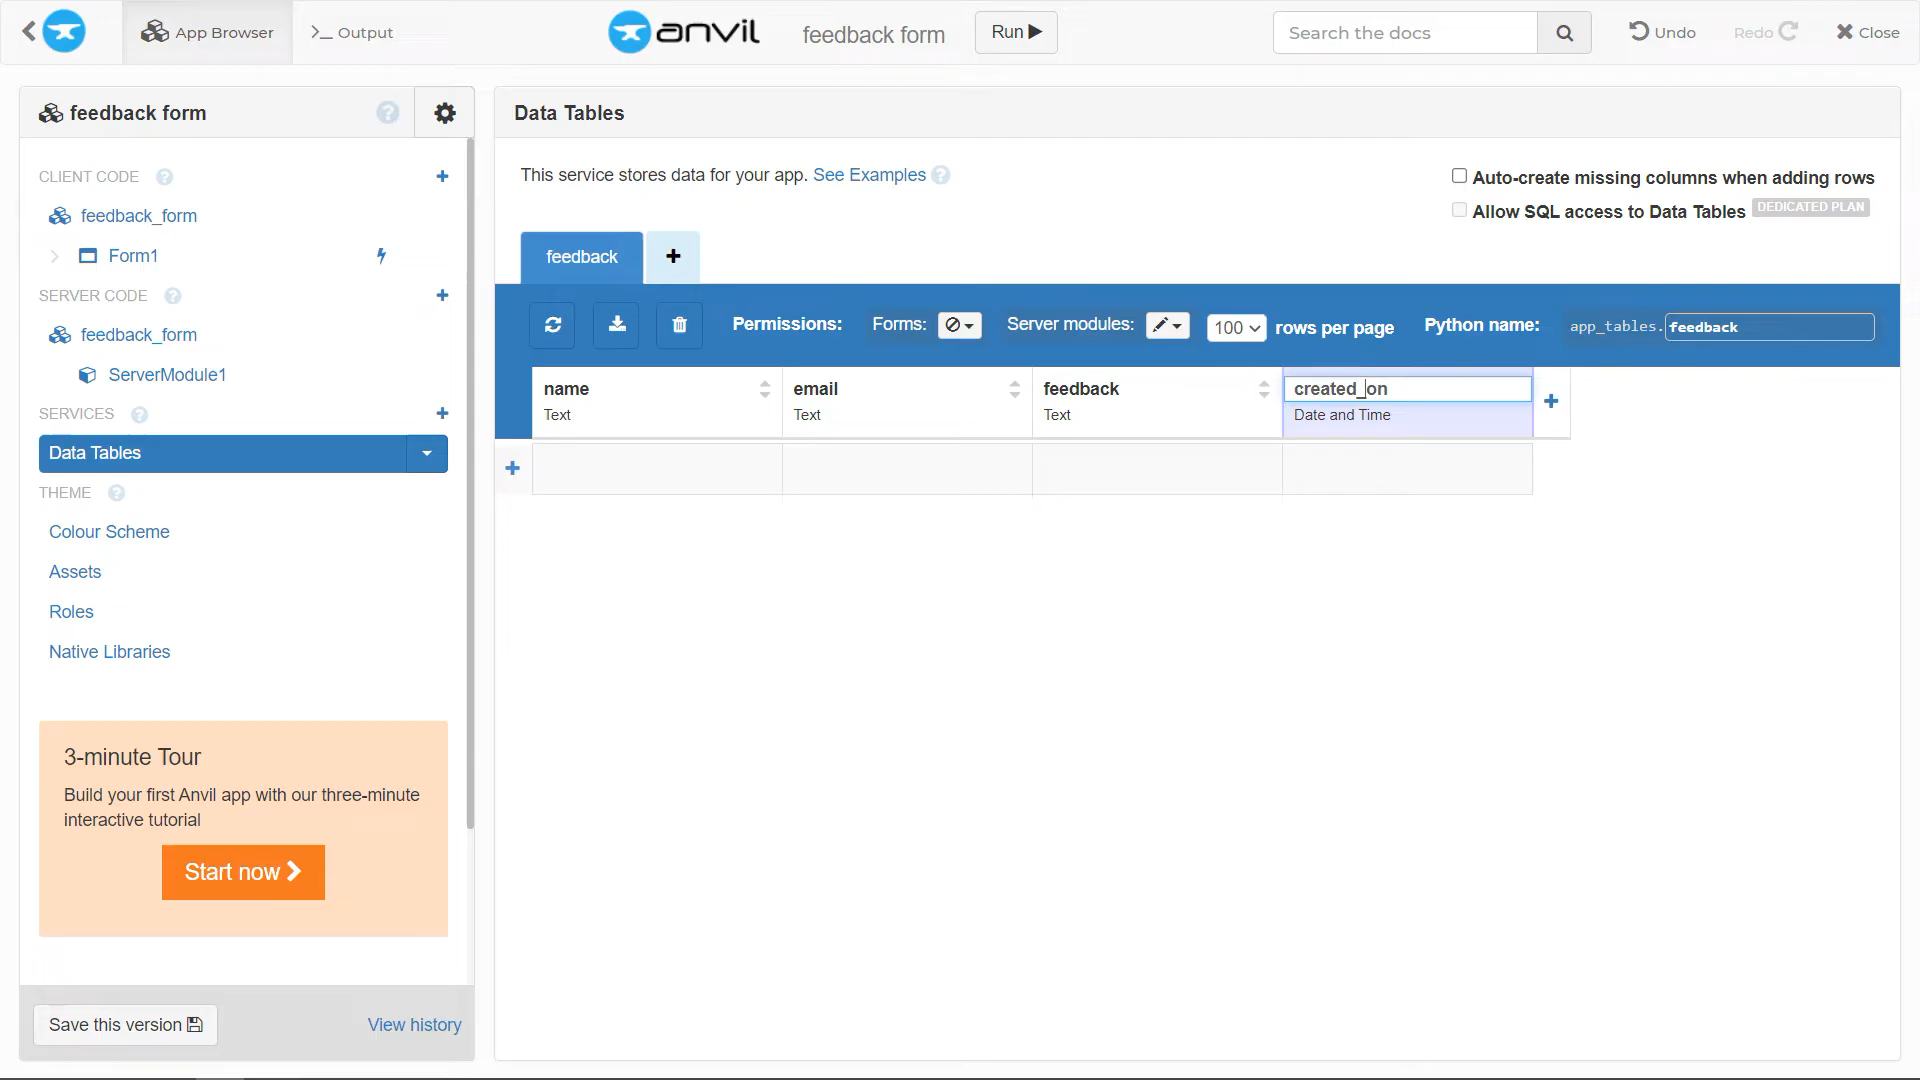 App Browser
Output
anvil
feedback form
Run
Search the docs
Undo
Redo
Close
feedback form
?
CLIENT CODE ?
+
feedback_form
Form1
SERVER CODE ?
+
feedback_form
ServerModule1
SERVICES ?
+
Data Tables
THEME ?
Colour Scheme
Assets
Roles
Native Libraries
3-minute Tour
Build your first Anvil app with our three-minute
interactive tutorial
Start now
Save this version
View history
Data Tables
This service stores data for your app. See Examples ?
Auto-create missing columns when adding rows
Allow SQL access to Data Tables DEDICATED PLAN
feedback
+
Permissions: Forms: Server modules: 100 rows per page Python name: app_tables.feedback
name email feedback created_on +
Text Text Text Date and Time
+